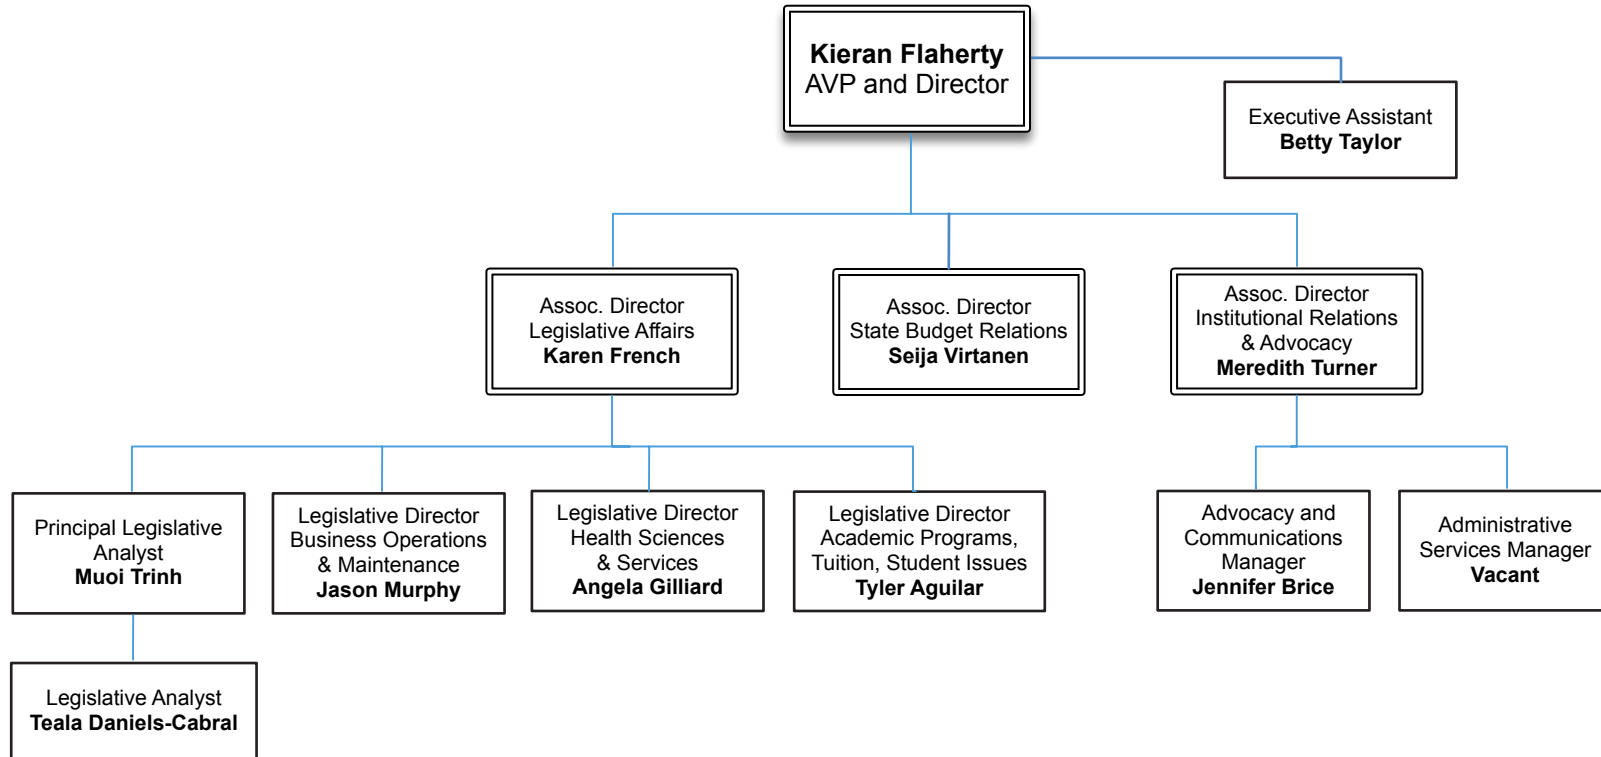 Kieran Flaherty
AVP and Director
Executive Assistant
Betty Taylor
Assoc. Director
Legislative Affairs
Karen French
Assoc. Director
State Budget Relations
Seija Virtanen
Assoc. Director
Institutional Relations
& Advocacy
Meredith Turner
Principal Legislative
Analyst
Muoi Trinh
Legislative Director
Business Operations
& Maintenance
Jason Murphy
Legislative Director
Health Sciences
& Services
Angela Gilliard
Legislative Director
Academic Programs,
Tuition, Student Issues
Tyler Aguilar
Advocacy and
Communications
Manager
Jennifer Brice
Administrative
Services Manager
Vacant
Legislative Analyst
Teala Daniels-Cabral